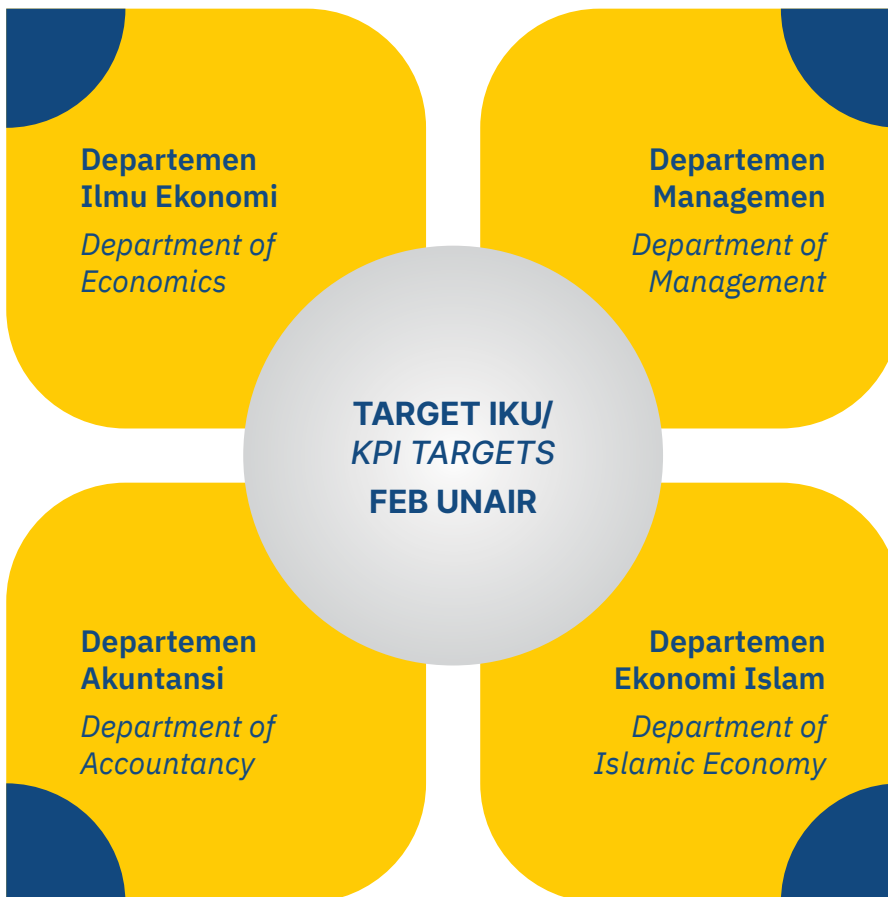 Departemen
Ilmu Ekonomi
Department of
Economics
Departemen
Managemen
Department of
Management
TARGET IKU/
KPI TARGETS
FEB UNAIR
Departemen
Akuntansi
Department of
Accountancy
Departemen
Ekonomi Islam
Department of
Islamic Economy